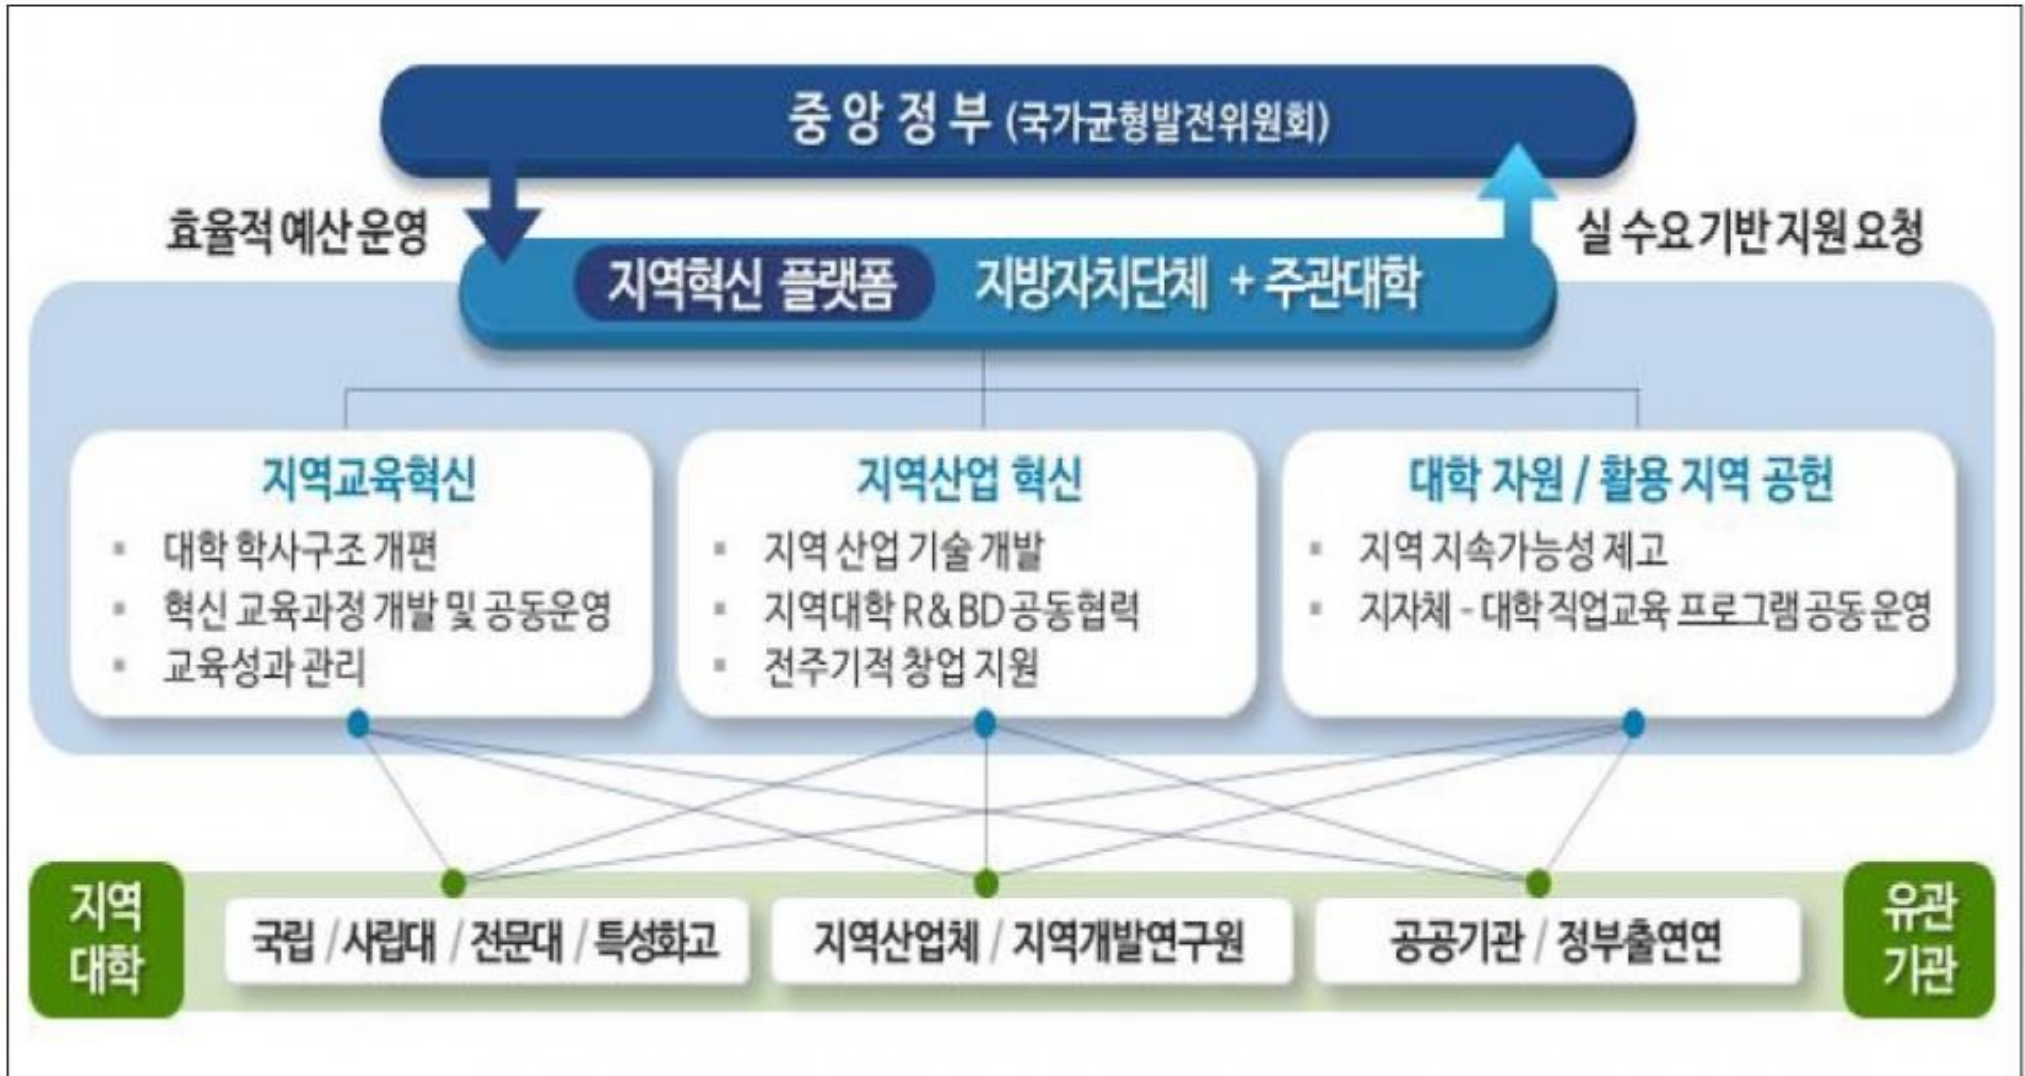 중앙정부 (국가균형발전위원회)
효율적 예산 운영
실 수요 기반 지원 요청
지역혁신 플랫폼 지방자치단체 + 주관대학
지역교육혁신
▪ 대학 학사구조 개편
▪ 혁신 교육과정 개발 및 공동운영
▪ 교육성과 관리
지역산업 혁신
▪ 지역 산업 기술 개발
▪ 지역대학 R&BD 공동협력
▪ 전주기적 창업 지원
대학 자원 / 활용 지역 공헌
▪ 지역 지속가능성 제고
▪ 지자체 - 대학 직업교육 프로그램 공동 운영
지역
대학
국립 / 사립대 / 전문대 / 특성화고
지역산업체 / 지역개발연구원
공공기관 / 정부출연연
유관
기관